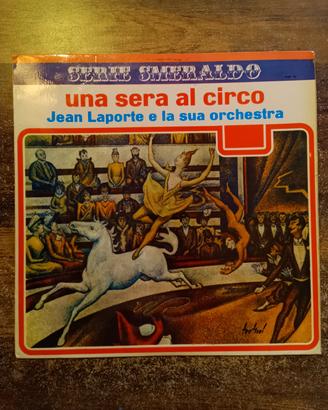 SERIE SMERALDO
una sera al circo
Jean Laporte e la sua orchestra